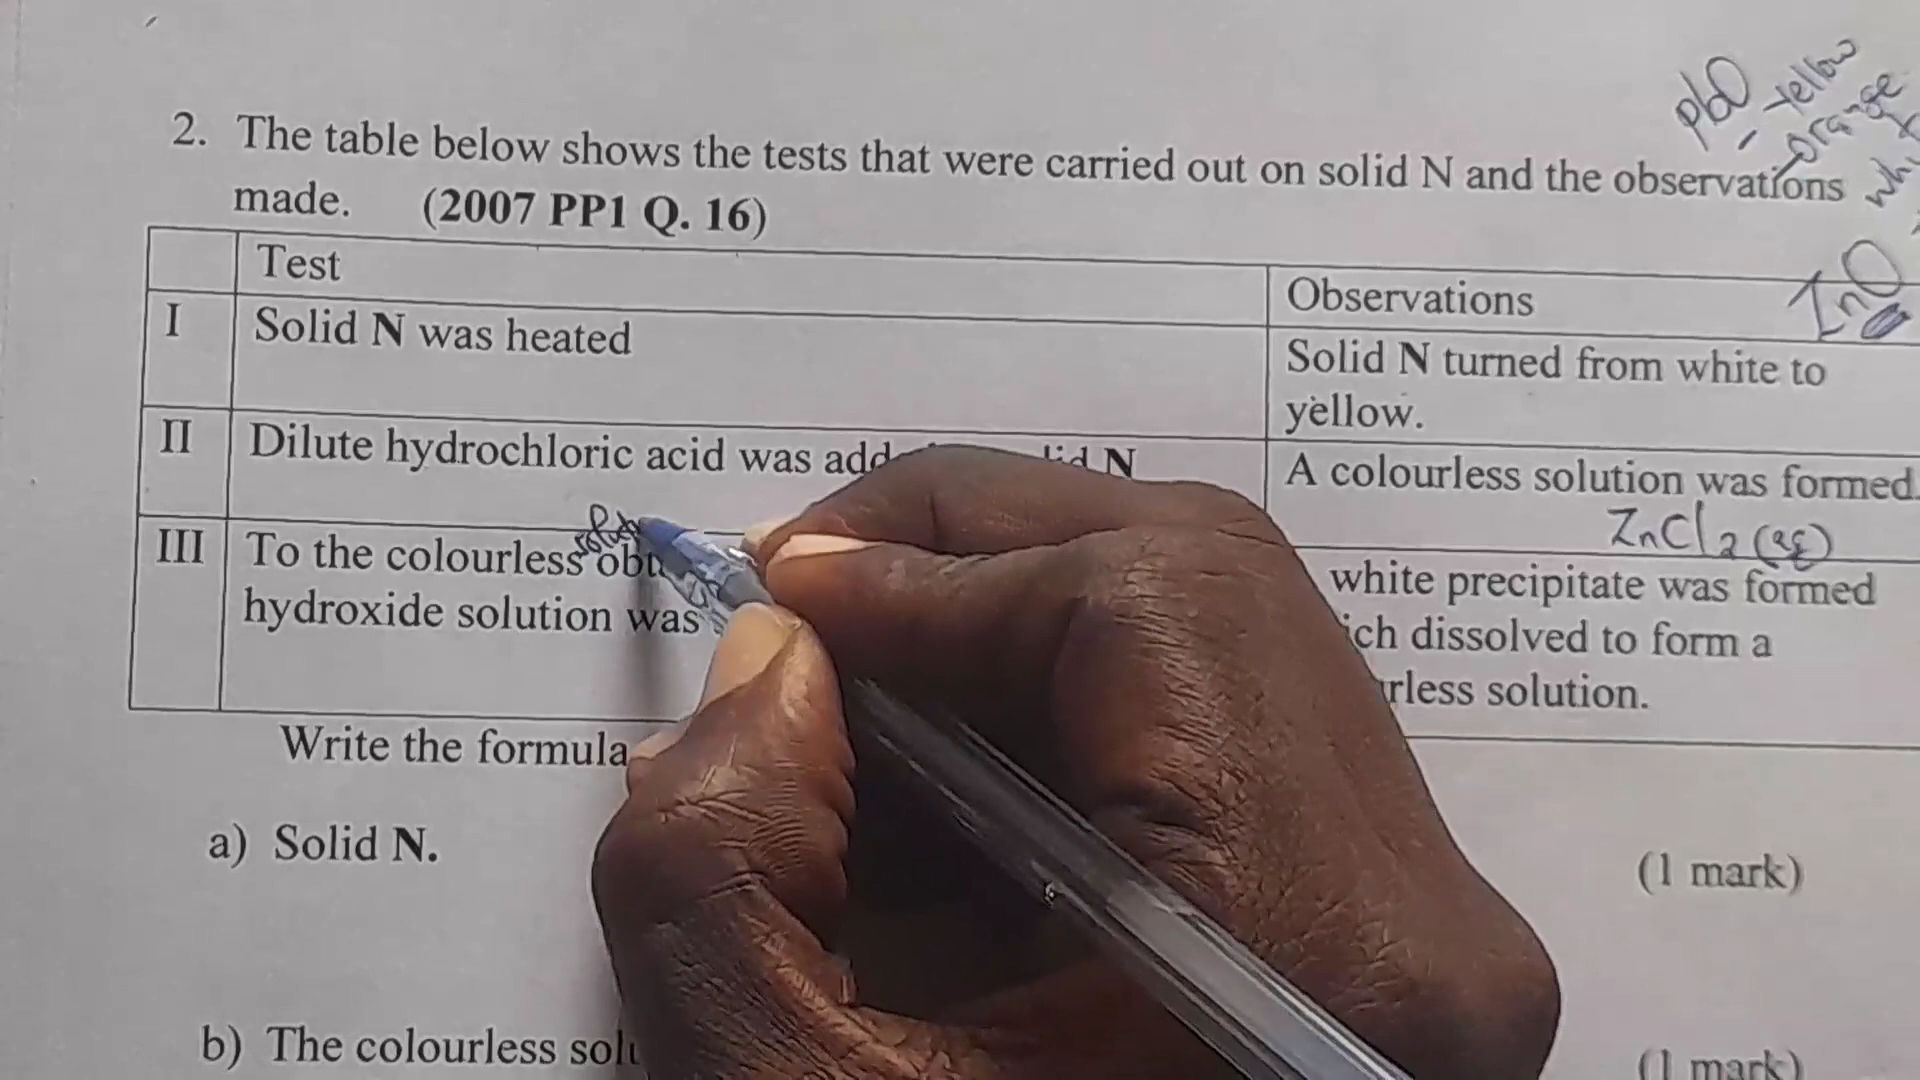 PbO - yellow
orange
2. The table below shows the tests that were carried out on solid N and the observations
made. (2007 PP1 Q. 16)
Test
Observations
ZnO
I Solid N was heated
Solid N turned from white to
yellow.
II Dilute hydrochloric acid was
N
A colourless solution was formed.
ZnCl2 (aq)
III To the colourless
hydroxide solution was
white precipitate was formed
dissolved to form a
solution.
Write the formula
a) Solid N. (1 mark)
b) The colourless (1 mark)